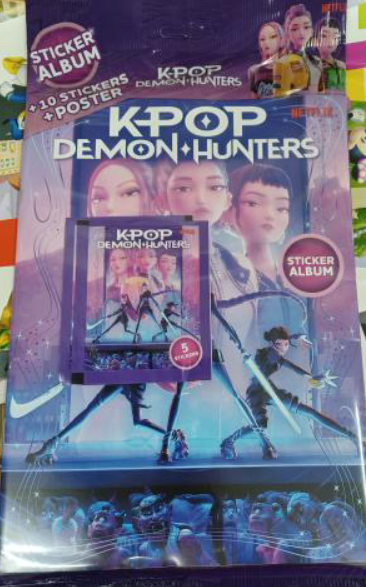 NETFLIX
STICKER
ALBUM
K-POP
DEMON HUNTERS
+10 STICKERS
+POSTER
NETFLIX
K-POP
DEMON HUNTERS
K-POP
DEMON HUNTERS
STICKER
ALBUM
5
STICKERS